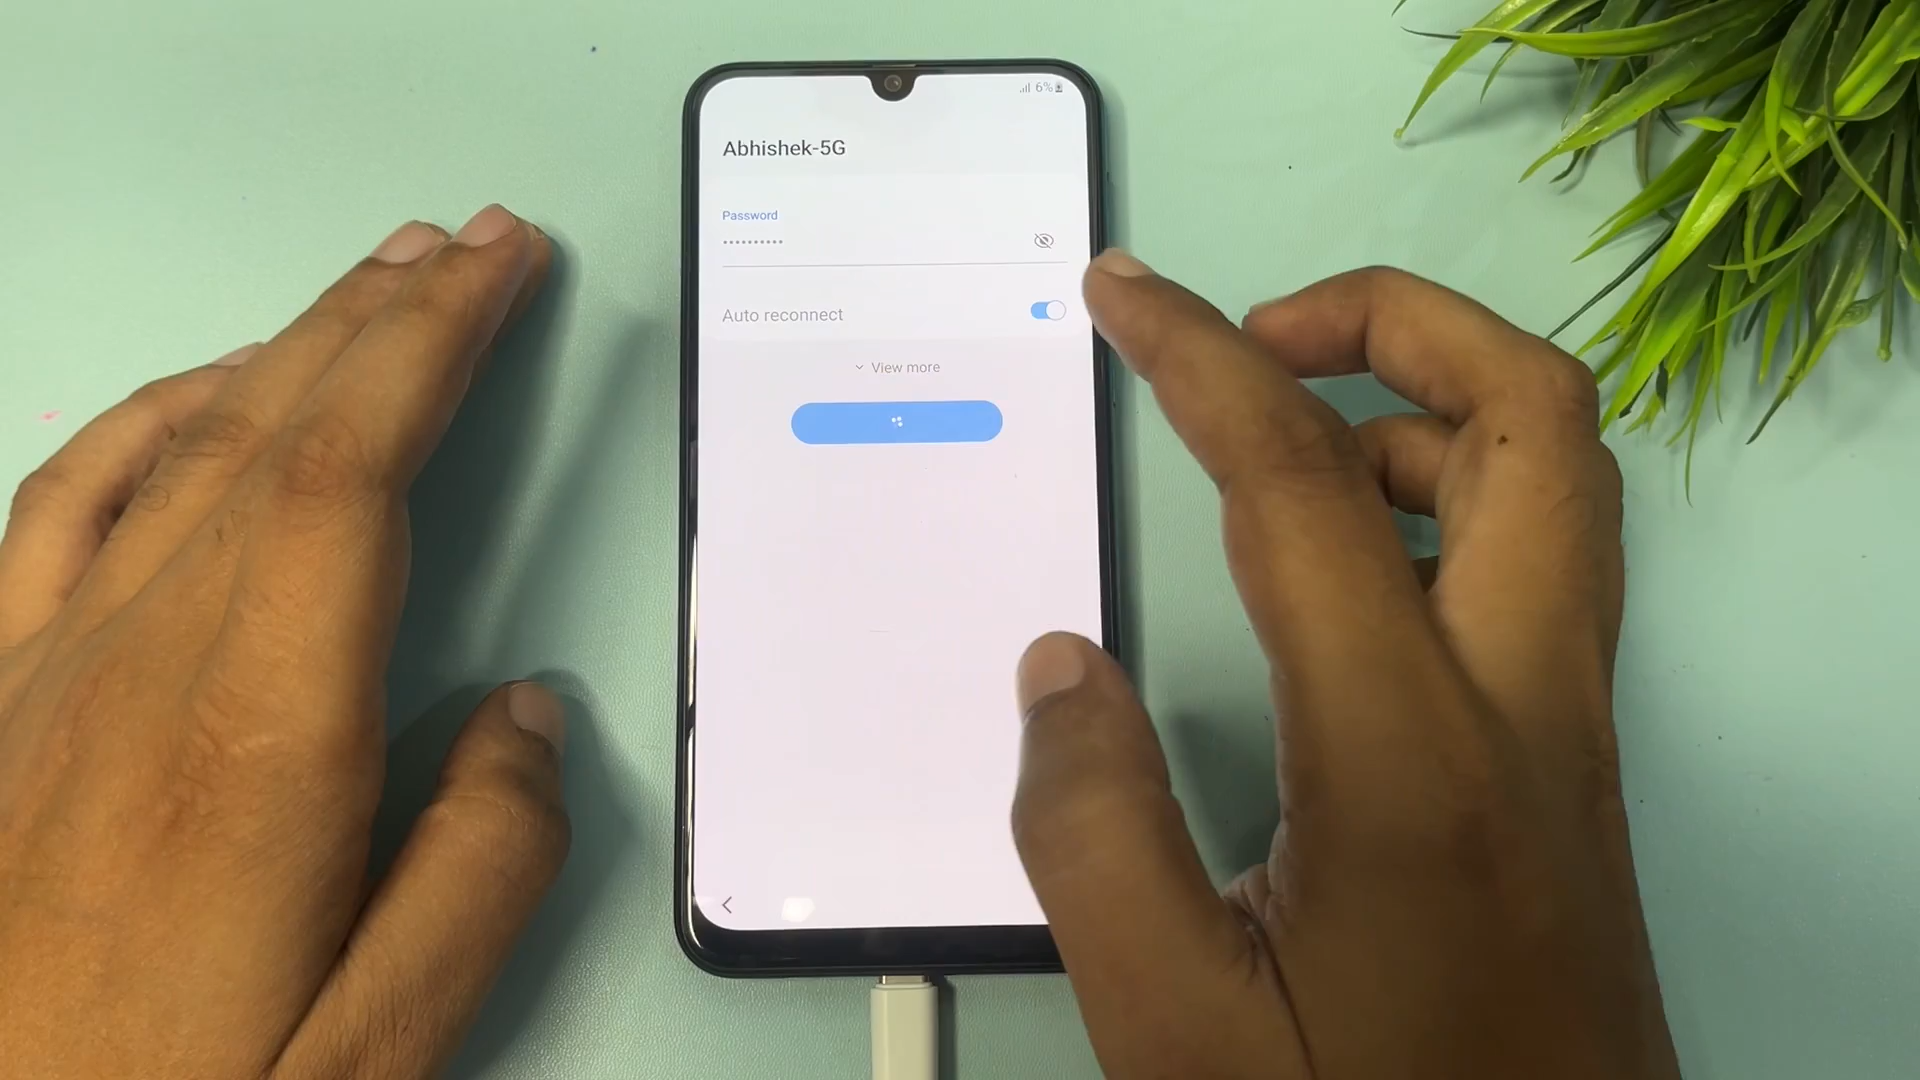 6%
Abhishek-5G
Password
••••••••••
Auto reconnect
View more